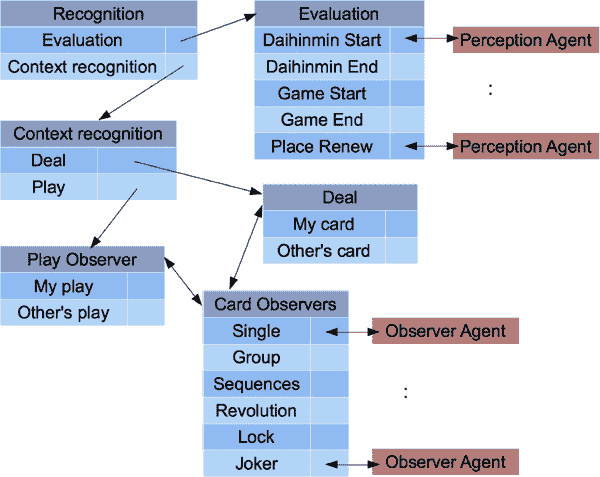 Recognition
Evaluation
Context recognition
Evaluation
Daihinmin Start
Daihinmin End
Game Start
Game End
Place Renew
Perception Agent
:
Perception Agent
Context recognition
Deal
Play
Deal
My card
Other's card
Play Observer
My play
Other's play
Card Observers
Single
Group
Sequences
Revolution
Lock
Joker
Observer Agent
:
Observer Agent